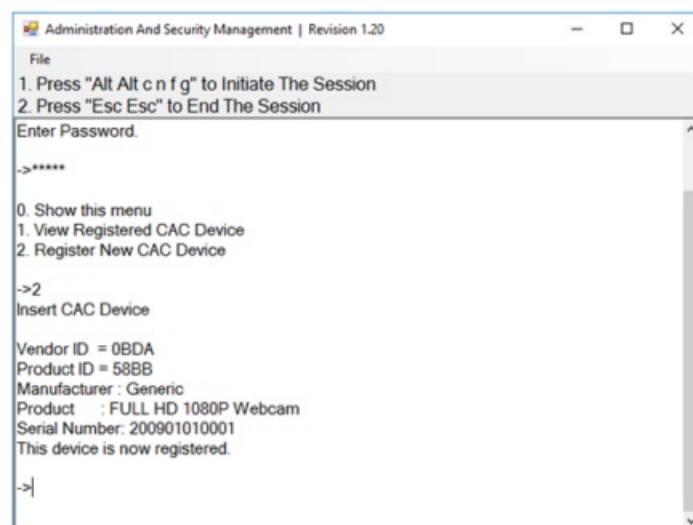 Administration And Security Management | Revision 1.20
File
1. Press "Alt Alt c n f g" to Initiate The Session
2. Press "Esc Esc" to End The Session
Enter Password.
->*****
0. Show this menu
1. View Registered CAC Device
2. Register New CAC Device
->2
Insert CAC Device
Vendor ID = 0BDA
Product ID = 58BB
Manufacturer : Generic
Product : FULL HD 1080P Webcam
Serial Number: 200901010001
This device is now registered.
->